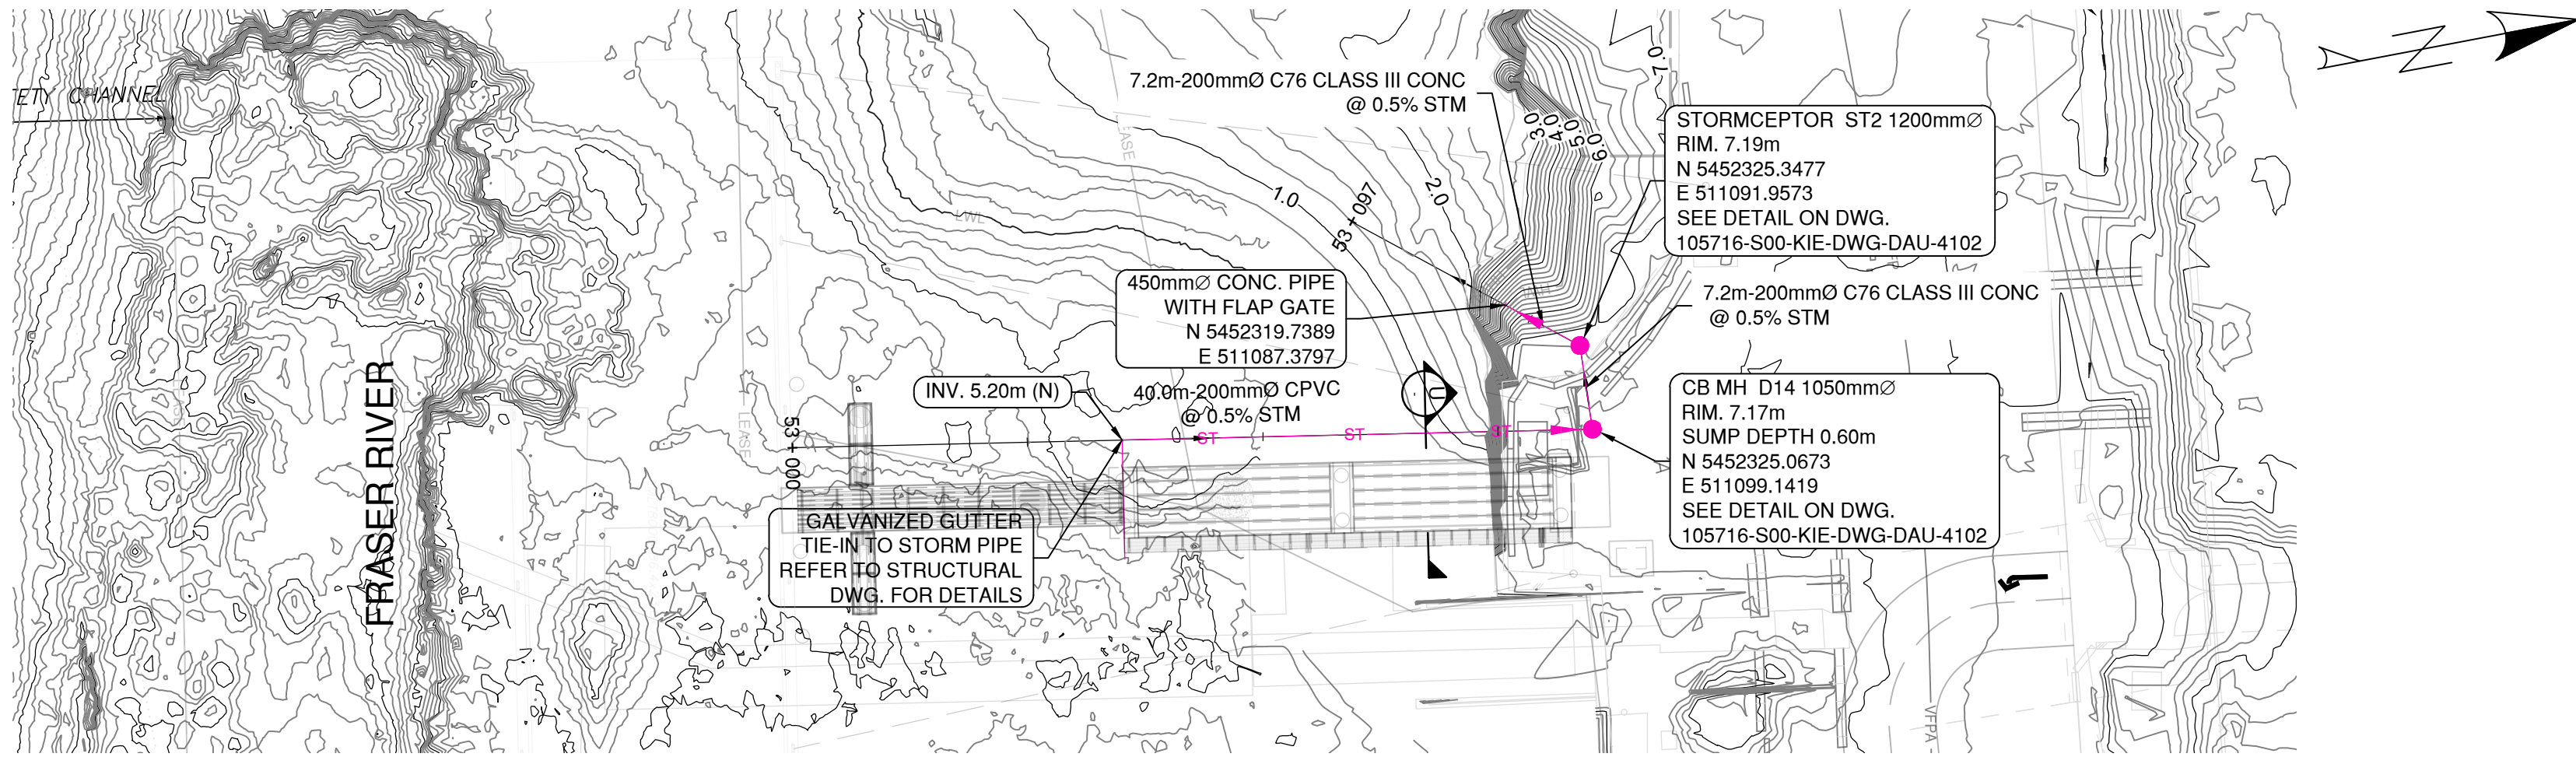 TETY CHANNEL
FRASER RIVER
LWL
LEASE
EASE
7.2m-200mmØ C76 CLASS III CONC
@ 0.5% STM
7.0
3.0
4.0
5.0
6.0
1.0
53+097
2.0
STORMCEPTOR ST2 1200mmØ
RIM. 7.19m
N 5452325.3477
E 511091.9573
SEE DETAIL ON DWG.
105716-S00-KIE-DWG-DAU-4102
450mmØ CONC. PIPE
WITH FLAP GATE
N 5452319.7389
E 511087.3797
7.2m-200mmØ C76 CLASS III CONC
@ 0.5% STM
INV. 5.20m (N)
40.0m-200mmØ CPVC
@ 0.5% STM
U
-
ST
ST
ST
53+000
CB MH D14 1050mmØ
RIM. 7.17m
SUMP DEPTH 0.60m
N 5452325.0673
E 511099.1419
SEE DETAIL ON DWG.
105716-S00-KIE-DWG-DAU-4102
GALVANIZED GUTTER
TIE-IN TO STORM PIPE
REFER TO STRUCTURAL
DWG. FOR DETAILS
VFPA
Z